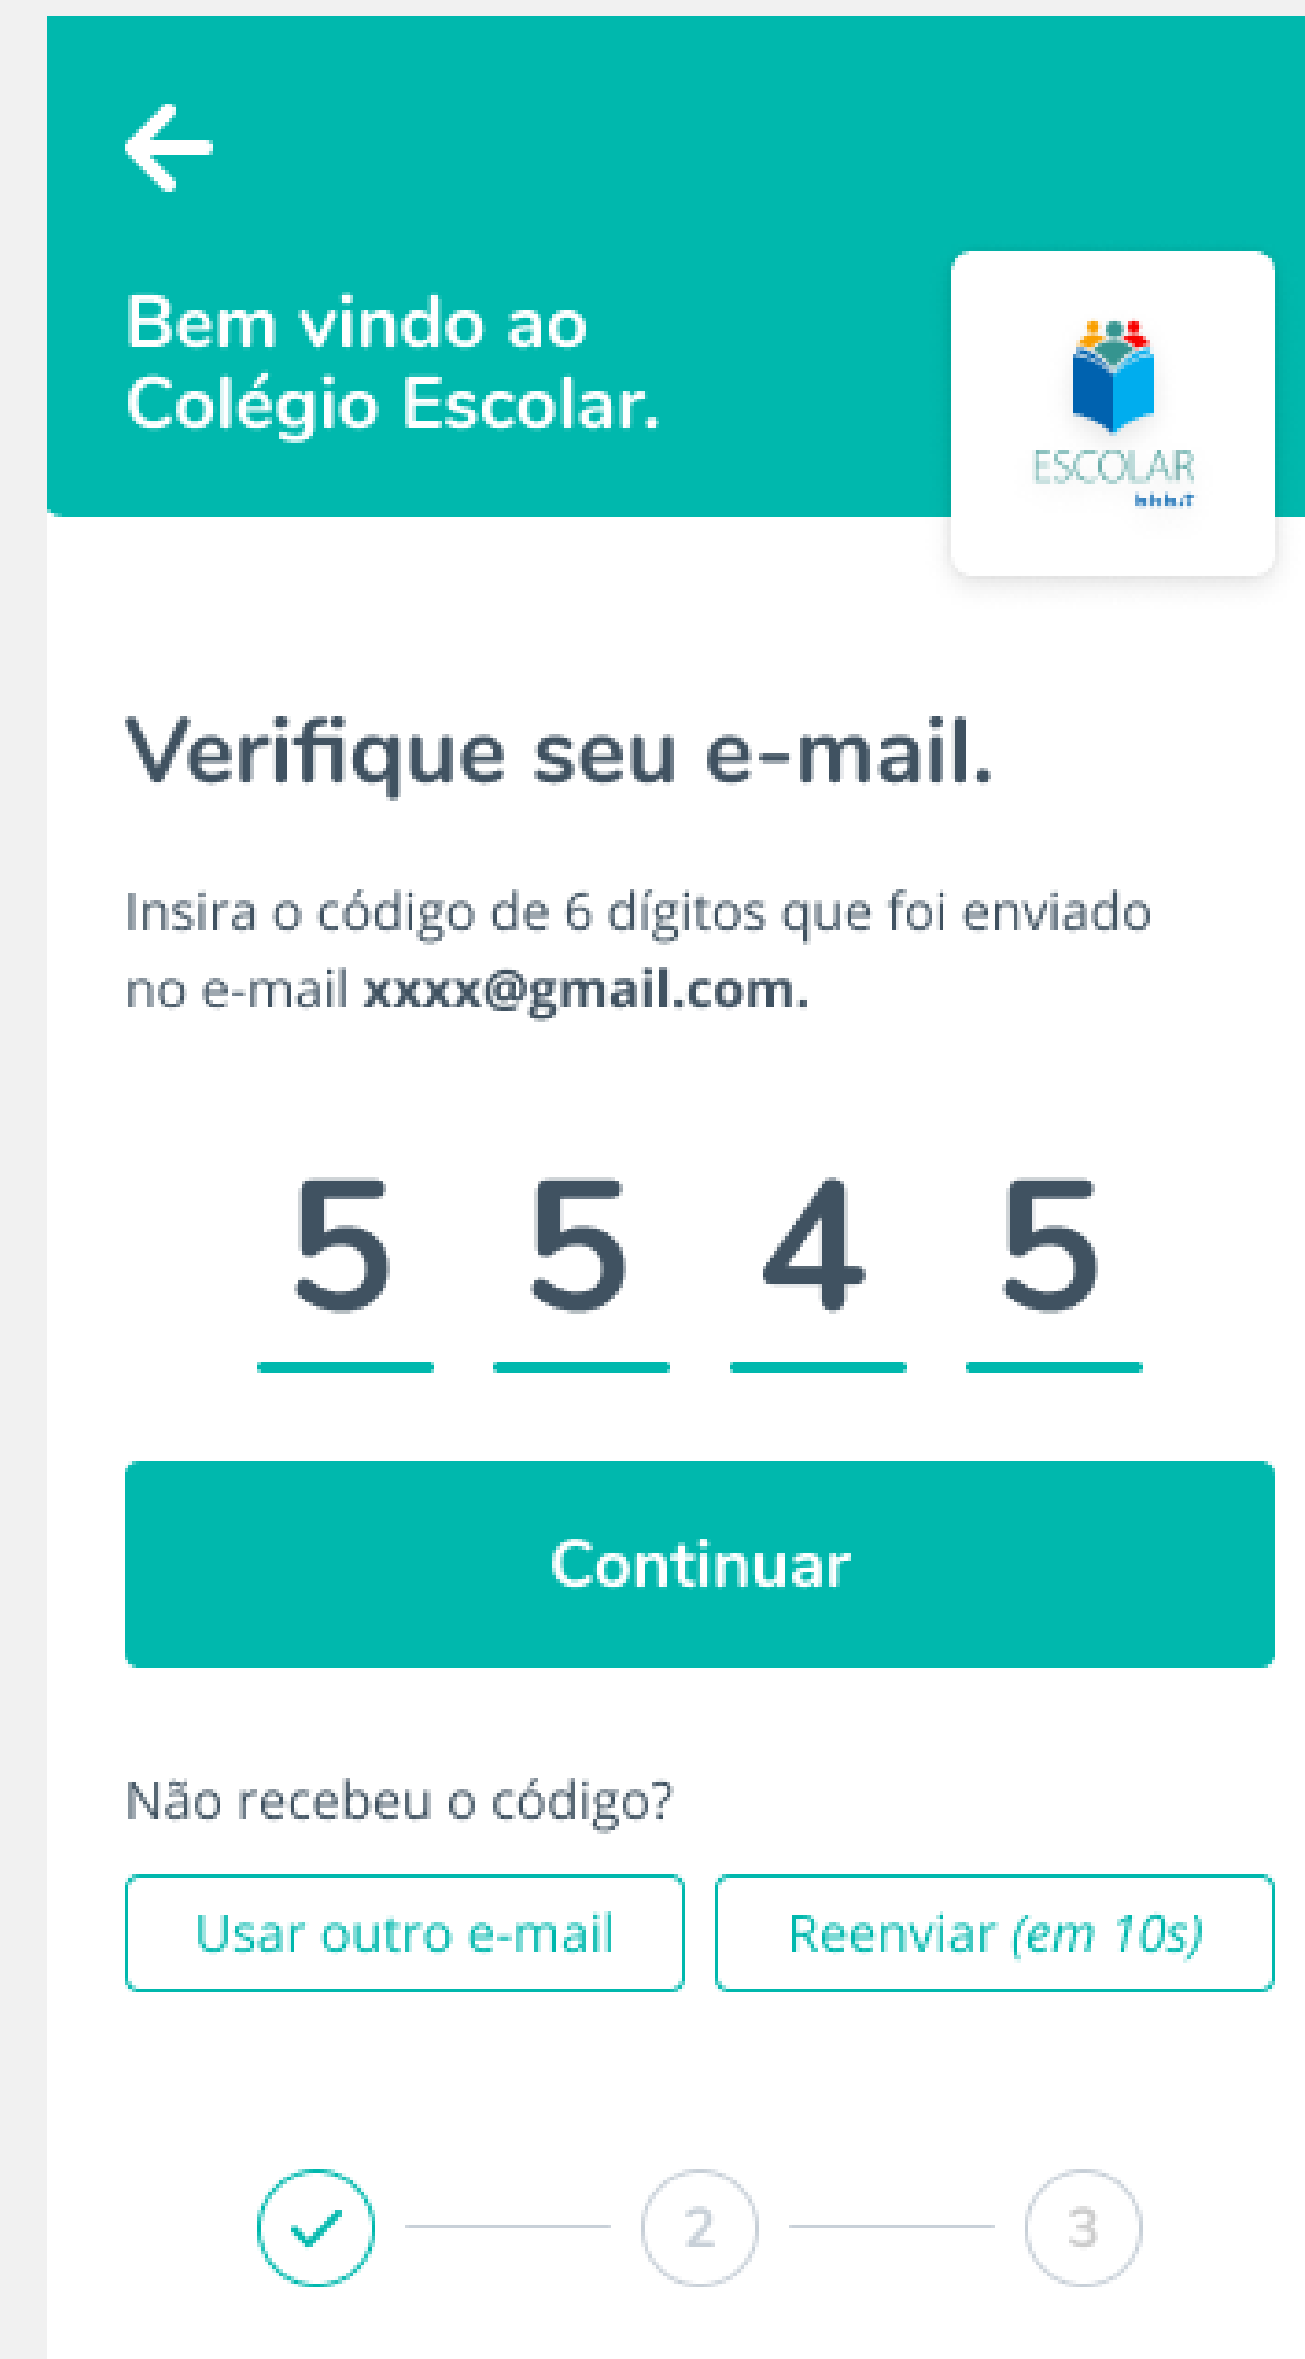 Bem vindo ao
Colégio Escolar.
ESCOLAR
Verifique seu e-mail.
Insira o código de 6 dígitos que foi enviado
no e-mail xxxx@gmail.com.
5 5 4 5
Continuar
Não recebeu o código?
Usar outro e-mail
Reenviar (em 10s)
2
3